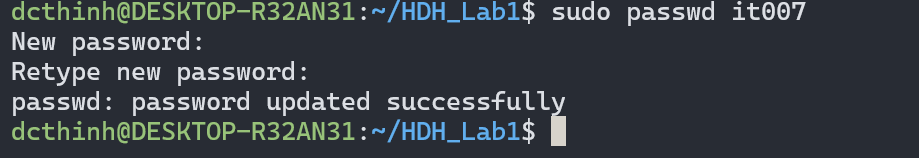 dcthinh@DESKTOP-R32AN31:~/HDH_Lab1$ sudo passwd it007
New password:
Retype new password:
passwd: password updated successfully
dcthinh@DESKTOP-R32AN31:~/HDH_Lab1$